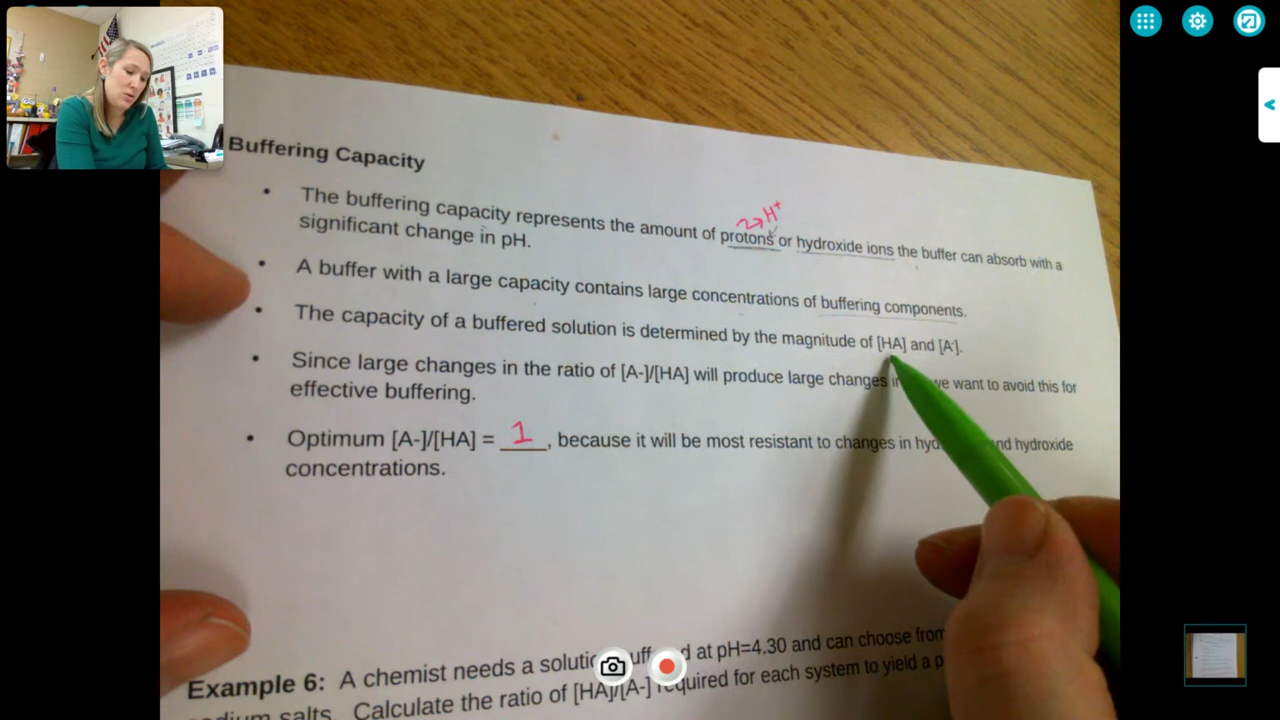 Buffering Capacity
H+
• The buffering capacity represents the amount of protons or hydroxide ions the buffer can absorb with a
significant change in pH.
• A buffer with a large capacity contains large concentrations of buffering components.
• The capacity of a buffered solution is determined by the magnitude of [HA] and [A-].
• Since large changes in the ratio of [A-]/[HA] will produce large changes we want to avoid this for
effective buffering.
• Optimum [A-]/[HA] = 1, because it will be most resistant to changes in and hydroxide
concentrations.
Example 6: A chemist needs a at pH=4.30 and can choose from
salts. Calculate the ratio of [HA]/[A-] required for each system to yield a